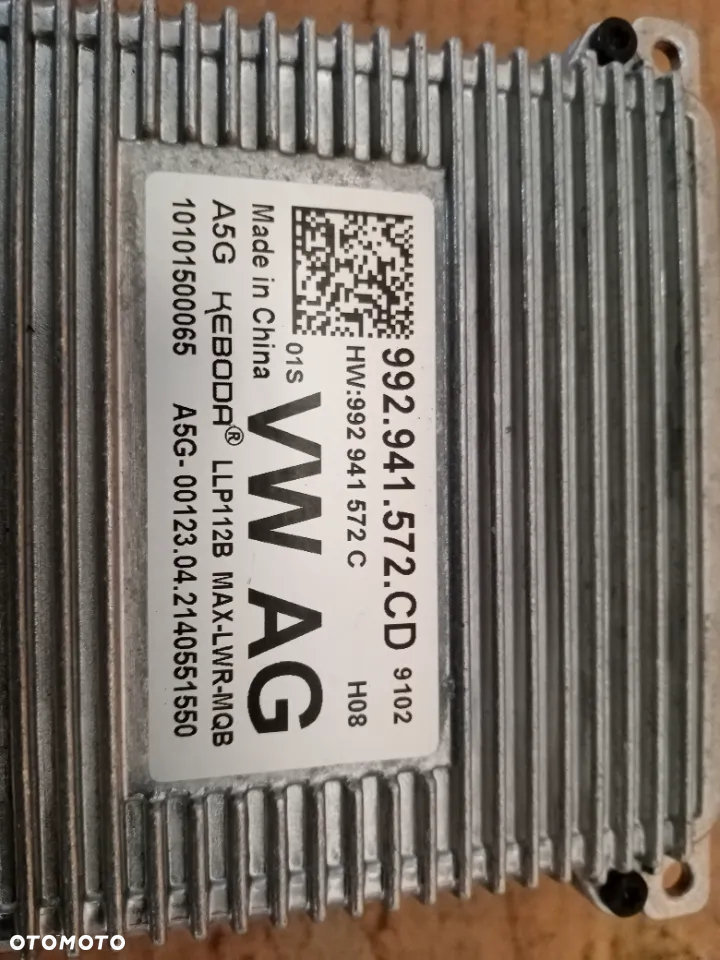 992.941.572.CD 9102
HW:992 941 572 C H08
01S VW AG
Made in China
A5G KEBODA® LLP112B MAX-LWR-MQB
10101500065 A5G- 00123.04.2140551550
OTOMOTO